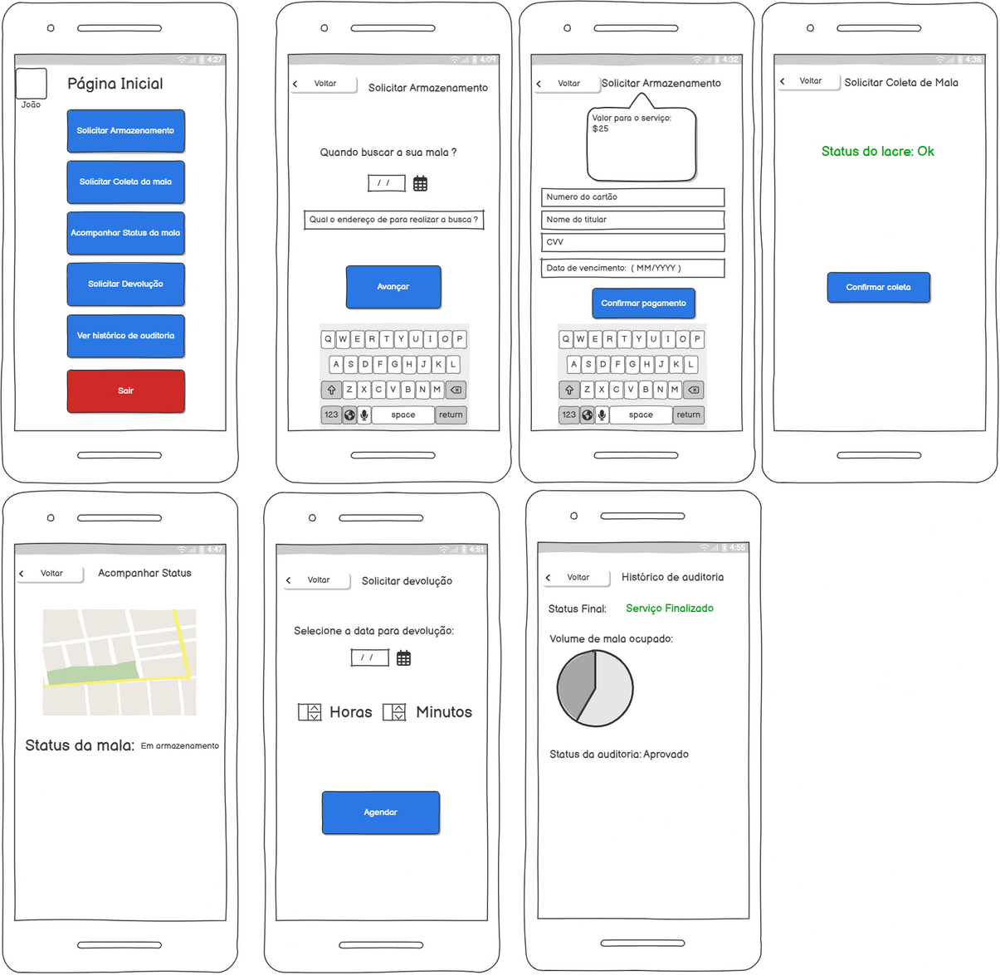 4:27
Página Inicial
João
Solicitar Armazenamento
Solicitar Coleta da mala
Acompanhar Status da mala
Solicitar Devolução
Ver histórico de auditoria
Sair
4:09
Voltar
Solicitar Armazenamento
Quando buscar a sua mala ?
/ /
Qual o endereço de para realizar a busca ?
Avançar
Q W E R T Y U I O P
A S D F G H J K L
Z X C V B N M
123 space return
4:32
Voltar
Solicitar Armazenamento
Valor para o serviço:
$25
Numero do cartão
Nome do titular
CVV
Data de vencimento: ( MM/YYYY )
Confirmar pagamento
Q W E R T Y U I O P
A S D F G H J K L
Z X C V B N M
123 space return
4:38
Voltar
Solicitar Coleta de Mala
Status do lacre: Ok
Confirmar coleta
4:47
Voltar
Acompanhar Status
Status da mala: Em armazenamento
4:51
Voltar
Solicitar devolução
Selecione a data para devolução:
/ /
Horas Minutos
Agendar
4:55
Voltar
Histórico de auditoria
Status Final: Serviço Finalizado
Volume de mala ocupado:
Status da auditoria: Aprovado